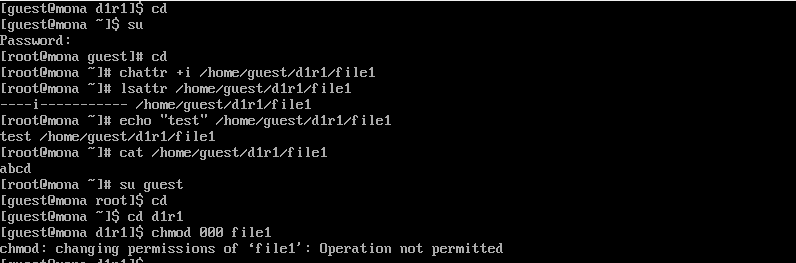 [guest@mona d1r1]$ cd
[guest@mona ~]$ su
Password:
[root@mona guest]# cd
[root@mona ~]# chattr +i /home/guest/d1r1/file1
[root@mona ~]# lsattr /home/guest/d1r1/file1
----i----------- /home/guest/d1r1/file1
[root@mona ~]# echo "test" /home/guest/d1r1/file1
test /home/guest/d1r1/file1
[root@mona ~]# cat /home/guest/d1r1/file1
abcd
[root@mona ~]# su guest
[guest@mona root]$ cd
[guest@mona ~]$ cd d1r1
[guest@mona d1r1]$ chmod 000 file1
chmod: changing permissions of ‘file1’: Operation not permitted
[guest@mona d1r1]$